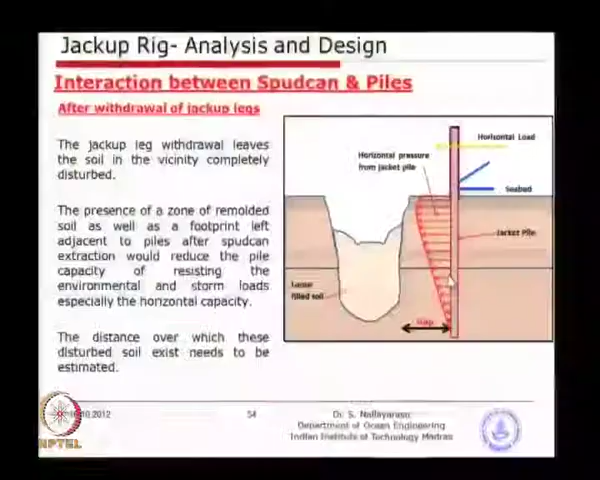 Jackup Rig- Analysis and Design
Interaction between Spudcan & Piles
After withdrawal of jackup legs
The jackup leg withdrawal leaves
the soil in the vicinity completely
disturbed.
The presence of a zone of remolded
soil as well as a footprint left
adjacent to piles after spudcan
extraction would reduce the pile
capacity of resisting the
environmental and storm loads
especially the horizontal capacity.
The distance over which these
disturbed soil exist needs to be
estimated.
Horizontal Load
Horizontal pressure
from jacket pile
Seabed
Jacket Pile
filled soil
10.2012
54
Dr. S. Nallayarasu
Department of Ocean Engineering
Indian Institute of Technology Madras
NPTEL